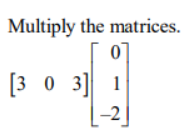 Multiply the matrices.
[3 0 3] [0
1
-2]